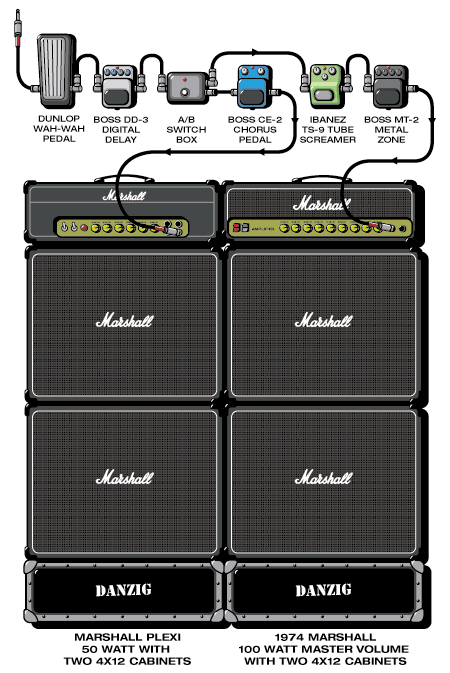 DUNLOP
WAH-WAH
PEDAL
BOSS DD-3
DIGITAL
DELAY
A/B
SWITCH
BOX
BOSS CE-2
CHORUS
PEDAL
IBANEZ
TS-9 TUBE
SCREAMER
BOSS MT-2
METAL
ZONE
Marshall
Marshall
Marshall
Marshall
Marshall
Marshall
DANZIG
DANZIG
MARSHALL PLEXI
50 WATT WITH
TWO 4X12 CABINETS
1974 MARSHALL
100 WATT MASTER VOLUME
WITH TWO 4X12 CABINETS